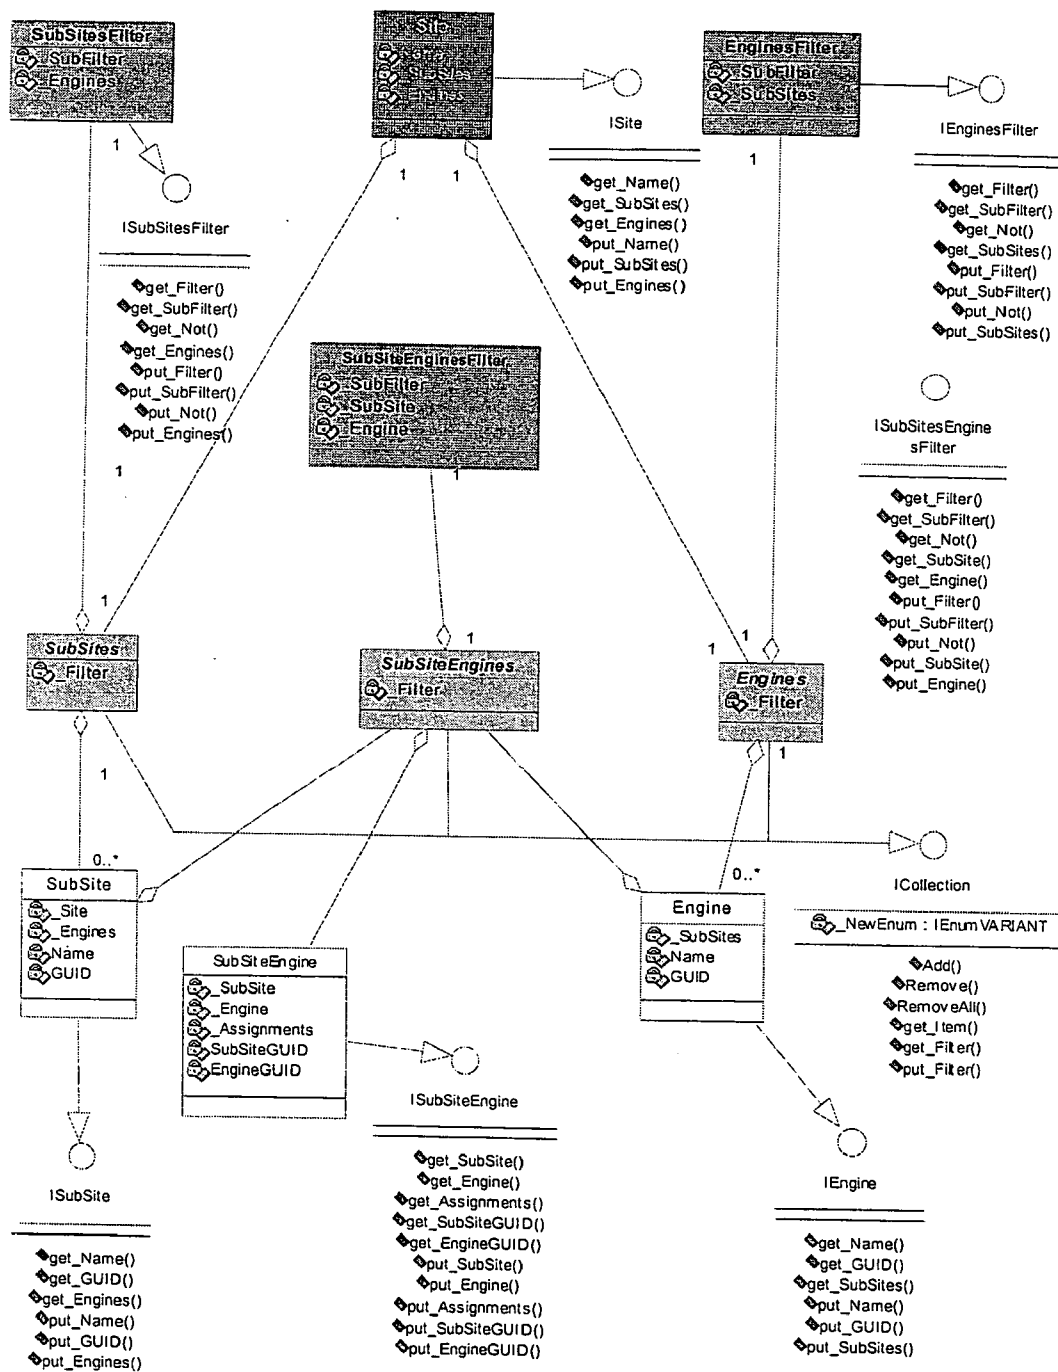 SubSitesFilter
_SubFilter
_Engines
1
ISubSitesFilter
get_Filter()
get_SubFilter()
get_Not()
get_Engines()
put_Filter()
put_SubFilter()
put_Not()
put_Engines()
Site
1
1
ISite
get_Name()
get_SubSites()
get_Engines()
put_Name()
put_SubSites()
put_Engines()
EnginesFilter
_SubFilter
_SubSites
1
IEnginesFilter
get_Filter()
get_SubFilter()
get_Not()
get_SubSites()
put_Filter()
put_SubFilter()
put_Not()
put_SubSites()
SubSiteEnginesFilter
_SubFilter
_SubSite
_Engine
1
1
ISubSitesEngine
sFilter
get_Filter()
get_SubFilter()
get_Not()
get_SubSite()
get_Engine()
put_Filter()
put_SubFilter()
put_Not()
put_SubSite()
put_Engine()
1
SubSites
_Filter
1
1
SubSiteEngines
_Filter
1
1
Engines
_Filter
1
0..*
SubSite
_Site
_Engines
Name
GUID
SubSiteEngine
_SubSite
_Engine
_Assignments
SubSiteGUID
EngineGUID
0..*
Engine
_SubSites
Name
GUID
ICollection
_NewEnum : IEnumVARIANT
Add()
Remove()
RemoveAll()
get_Item()
get_Filter()
put_Filter()
ISubSite
get_Name()
get_GUID()
get_Engines()
put_Name()
put_GUID()
put_Engines()
ISubSiteEngine
get_SubSite()
get_Engine()
get_Assignments()
get_SubSiteGUID()
get_EngineGUID()
put_SubSite()
put_Engine()
put_Assignments()
put_SubSiteGUID()
put_EngineGUID()
IEngine
get_Name()
get_GUID()
get_SubSites()
put_Name()
put_GUID()
put_SubSites()